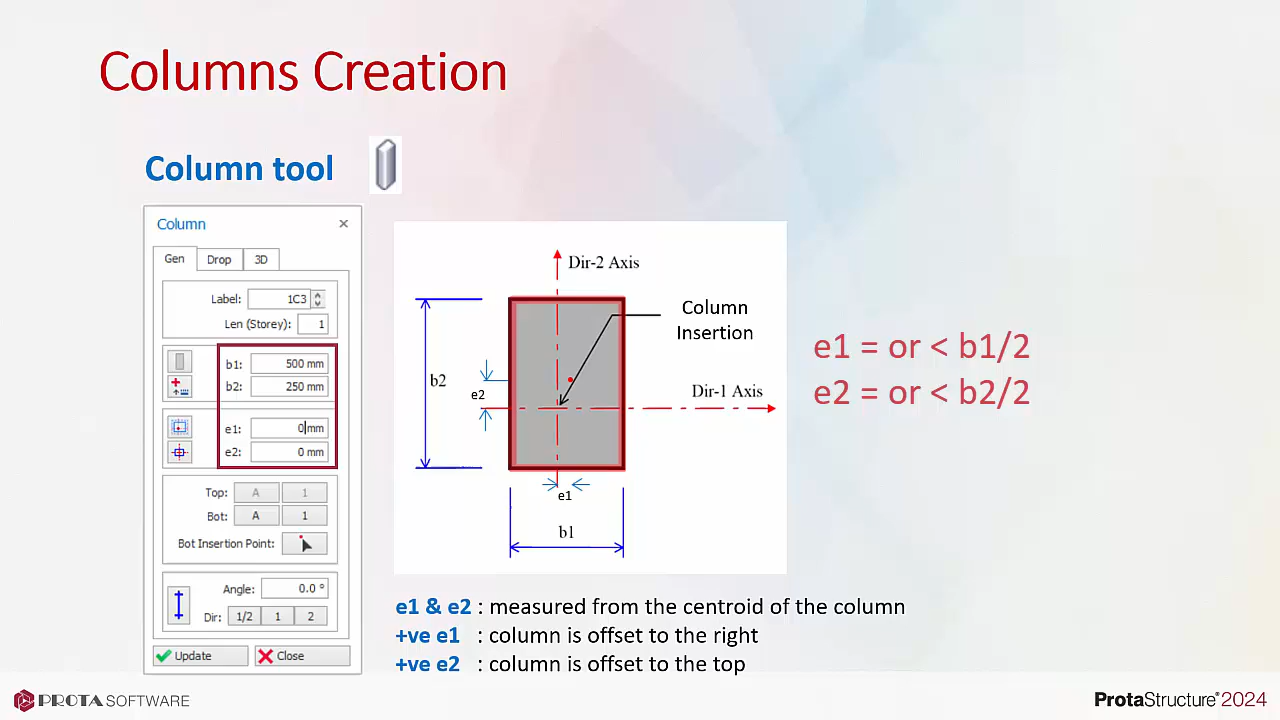 Columns Creation
Column tool
Column
Gen Drop 3D
Label: 1C3
Len (Storey): 1
b1: 500 mm
b2: 250 mm
e1: 0 mm
e2: 0 mm
Top: A 1
Bot: A 1
Bot Insertion Point:
Angle: 0.0 °
Dir: 1/2 1 2
Update Close
Dir-2 Axis
Column
Insertion
b2
e2
Dir-1 Axis
e1
b1
e1 = or < b1/2
e2 = or < b2/2
e1 & e2 : measured from the centroid of the column
+ve e1 : column is offset to the right
+ve e2 : column is offset to the top
PROTA SOFTWARE
ProtaStructure® 2024